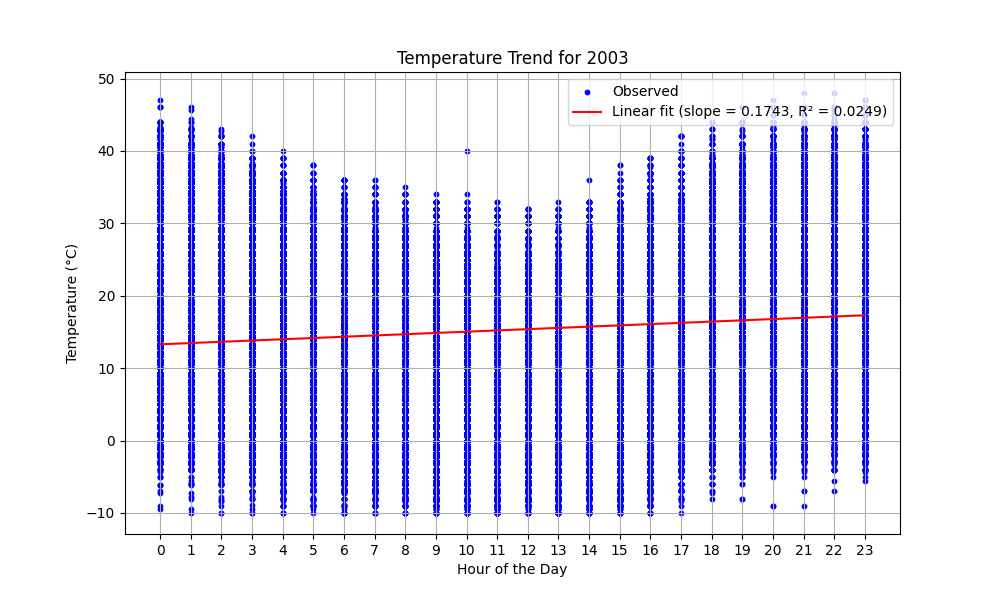 Temperature Trend for 2003
Observed
Linear fit (slope = 0.1743, R² = 0.0249)
Temperature (°C)
50
40
30
20
10
0
−10
0 1 2 3 4 5 6 7 8 9 10 11 12 13 14 15 16 17 18 19 20 21 22 23
Hour of the Day